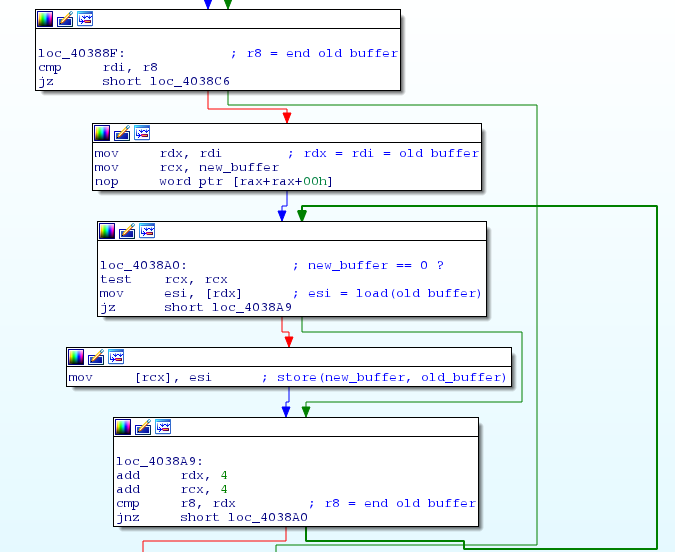 loc_40388F: ; r8 = end old buffer
cmp rdi, r8
jz short loc_4038C6
mov rdx, rdi ; rdx = rdi = old buffer
mov rcx, new_buffer
nop word ptr [rax+rax+00h]
loc_4038A0: ; new_buffer == 0 ?
test rcx, rcx
mov esi, [rdx] ; esi = load(old buffer)
jz short loc_4038A9
mov [rcx], esi ; store(new_buffer, old_buffer)
loc_4038A9:
add rdx, 4
add rcx, 4
cmp r8, rdx ; r8 = end old buffer
jnz short loc_4038A0